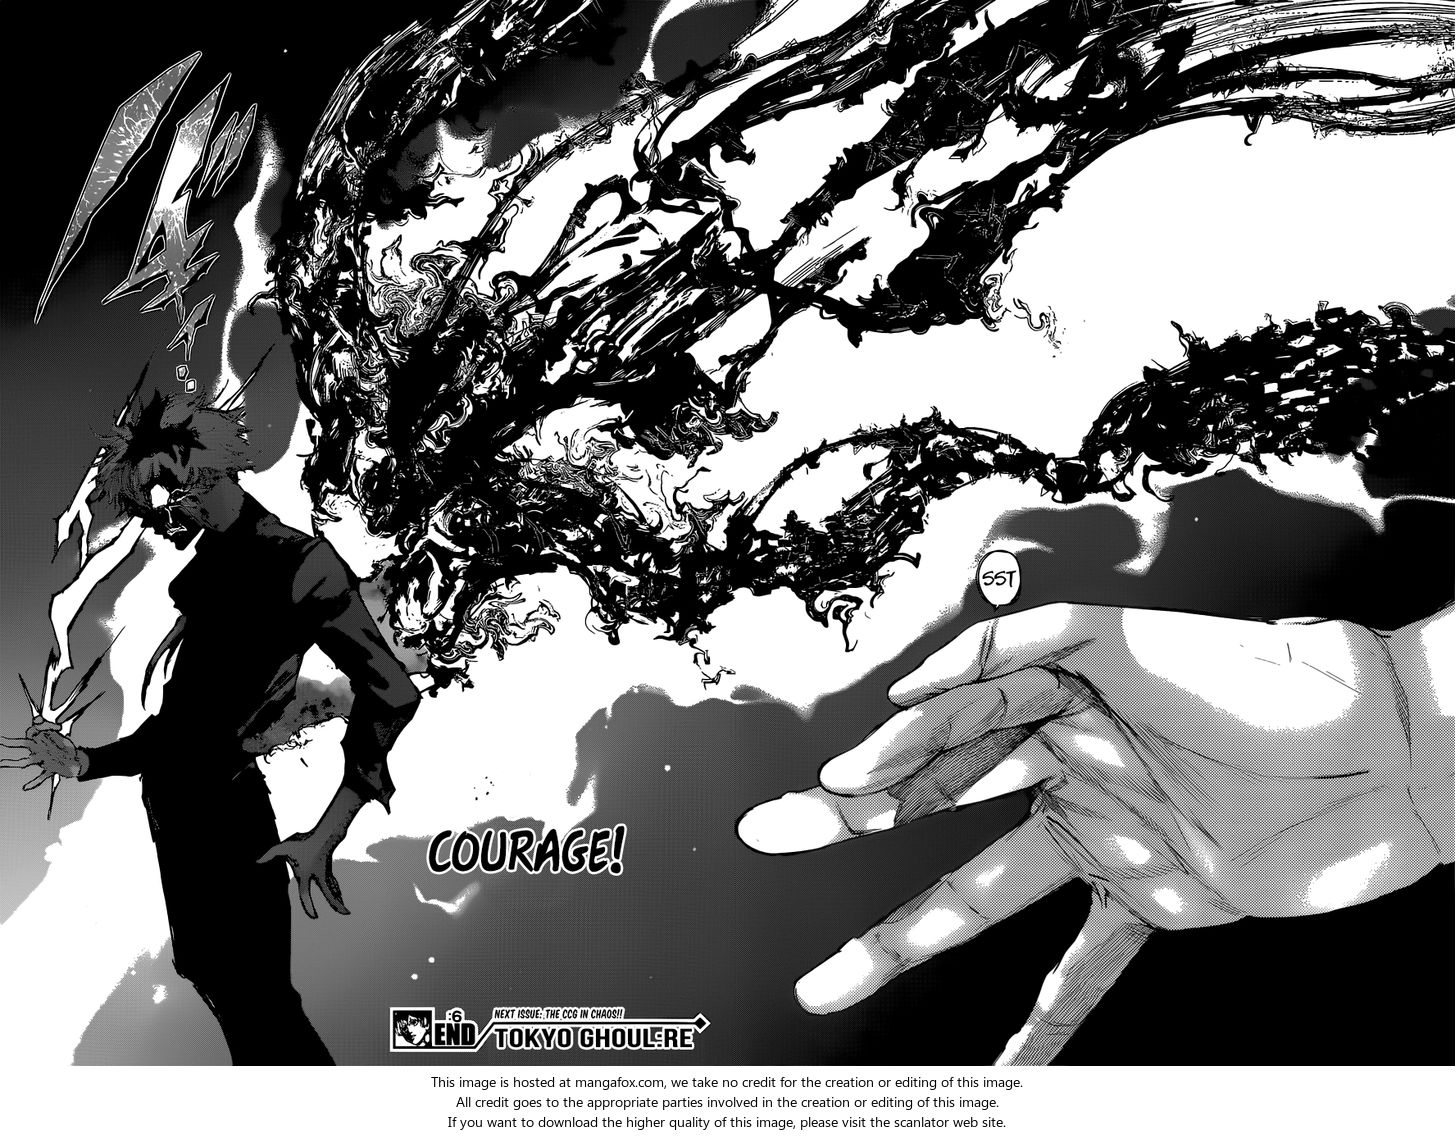 SST
COURAGE!
:6
END
NEXT ISSUE: THE CCG IN CHAOS!!
TOKYO GHOUL:RE
This image is hosted at mangafox.com, we take no credit for the creation or editing of this image.
All credit goes to the appropriate parties involved in the creation or editing of this image.
If you want to download the higher quality of this image, please visit the scanlator web site.